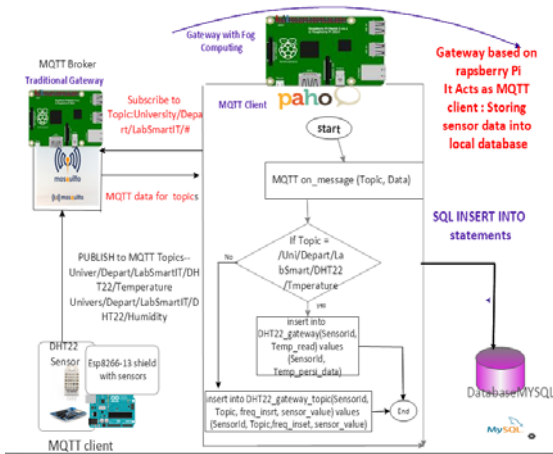 Gateway with Fog
Computing
Gateway based on
rapsberry Pi
It Acts as MQTT
client : Storing
sensor data into
local database
MQTT Broker
Traditional Gateway
Subscribe to
Topic:University/Depa
rt/LabSmartIT/#
MQTT data for topics
MQTT Client
paho
start
MQTT on_message (Topic, Data)
If Topic =
/Uni/Depart/La
bSmart/DHT22
/Tmperature
No
yes
insert into
DHT22_gateway(SensorId,
Temp_read) values
(SensorId,
Temp_persi_data)
insert into DHT22_gateway_topic(SensorId,
Topic, freq_insrt, sensor_value) values
(SensorId, Topic,freq_inset, sensor_value)
End
SQL INSERT INTO
statements
DatabaseMYSQL
MySQL
mosquitto
PUBLISH to MQTT Topics--
Univer/Depart/LabSmartIT/DH
T22/Temperature
Univers/Depart/LabSmartIT/D
HT22/Humidity
DHT22
Sensor
Esp8266-13 shield
with sensors
MQTT client